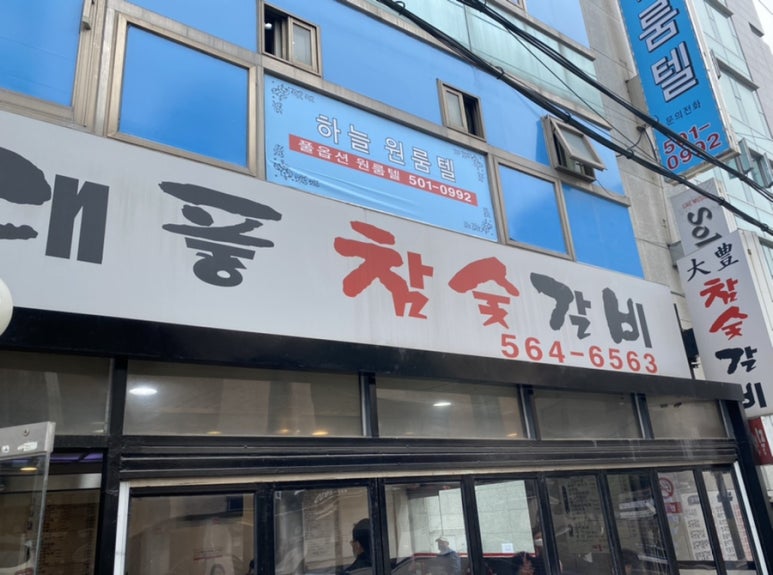 하늘 원룸텔
풀옵션 원룸텔 501-0992
룸텔
문의전화
501-
0992
대풍 참숯갈비
564-6563
Sol
大豊
참숯갈비